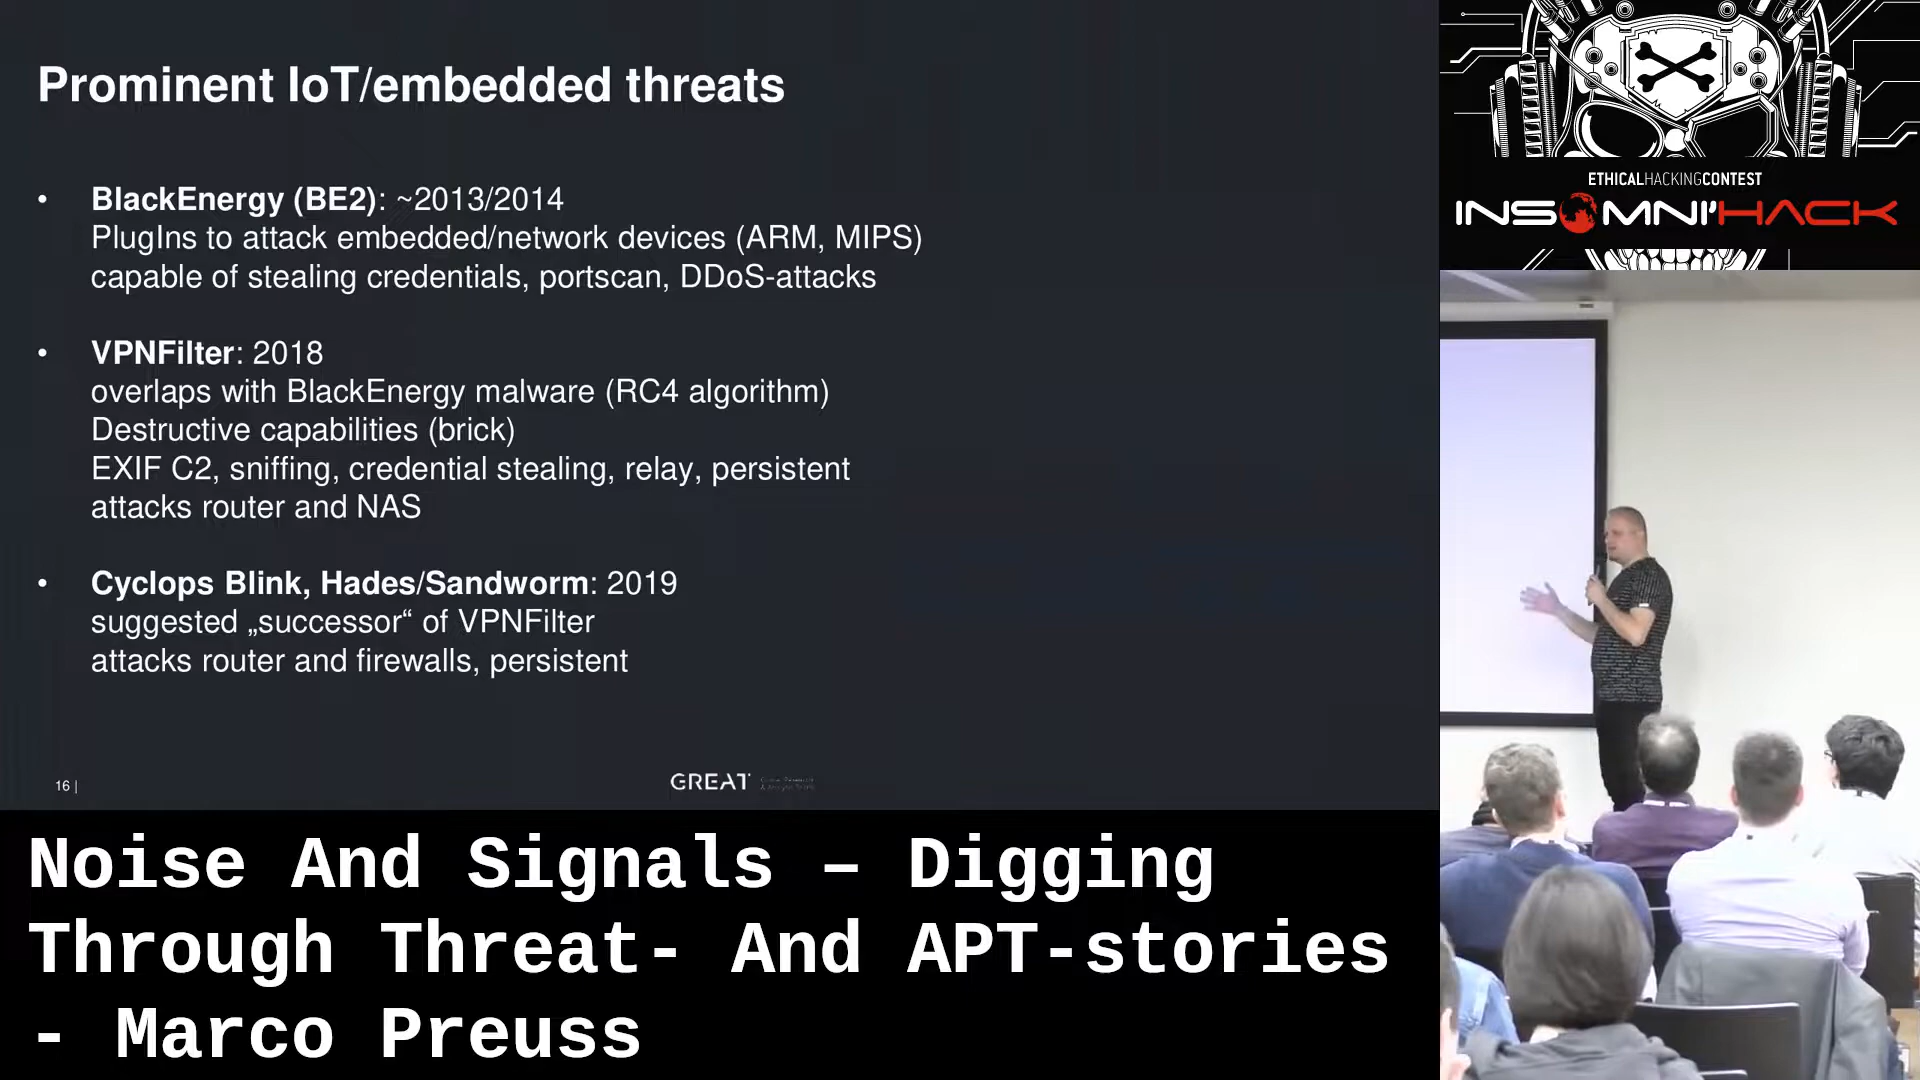 Prominent IoT/embedded threats
• BlackEnergy (BE2): ~2013/2014
PlugIns to attack embedded/network devices (ARM, MIPS)
capable of stealing credentials, portscan, DDoS-attacks
• VPNFilter: 2018
overlaps with BlackEnergy malware (RC4 algorithm)
Destructive capabilities (brick)
EXIF C2, sniffing, credential stealing, relay, persistent
attacks router and NAS
• Cyclops Blink, Hades/Sandworm: 2019
suggested „successor“ of VPNFilter
attacks router and firewalls, persistent
16 |
GREAT
ETHICALHACKINGCONTEST
INSOMNI'HACK
Noise And Signals – Digging
Through Threat- And APT-stories
- Marco Preuss